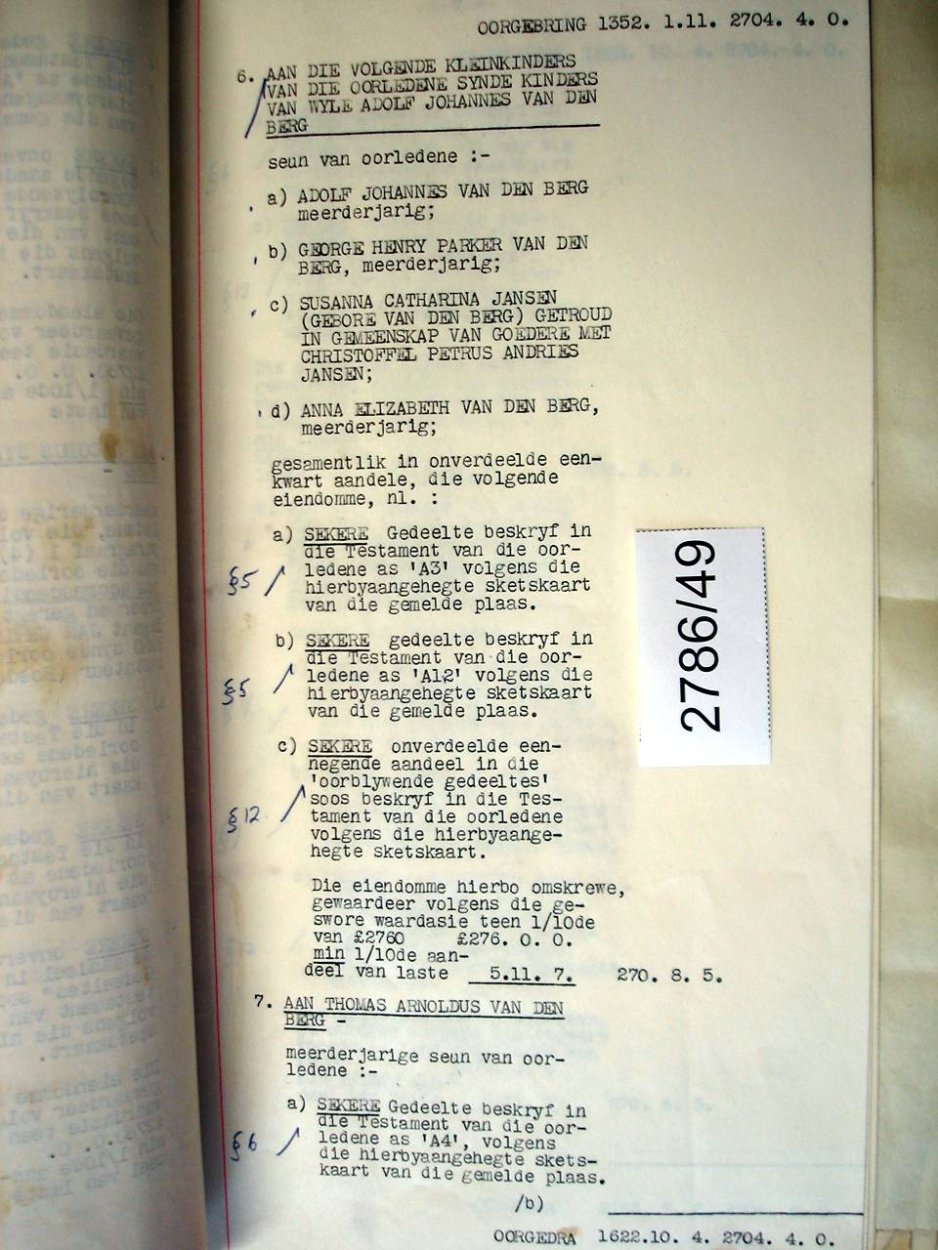 OORGEBRING 1352. 1.11. 2704. 4. 0.
6. AAN DIE VOLGENDE KLEINKINDERS
VAN DIE OORLEDENE SYNDE KINDERS
VAN WYLE ADOLF JOHANNES VAN DEN
BERG
seun van oorledene :-
a) ADOLF JOHANNES VAN DEN BERG
meerderjarig;
b) GEORGE HENRY PARKER VAN DEN
BERG, meerderjarig;
c) SUSANNA CATHARINA JANSEN
(GEBORE VAN DEN BERG) GETROUD
IN GEMEENSKAP VAN GOEDERE MET
CHRISTOFFEL PETRUS ANDRIES
JANSEN;
d) ANNA ELIZABETH VAN DEN BERG,
meerderjarig;
gesamentlik in onverdeelde een-
kwart aandele, die volgende
eiendomme, nl. :
a) SEKERE Gedeelte beskryf in
die Testament van die oor-
§5 ledene as 'A3' volgens die
hierbyaangehegte sketskaart
van die gemelde plaas.
b) SEKERE gedeelte beskryf in
die Testament van die oor-
§5 ledene as 'A12' volgens die
hierbyaangehegte sketskaart
van die gemelde plaas.
c) SEKERE onverdeelde een-
negende aandeel in die
'oorblywende gedeeltes'
soos beskryf in die Tes-
§12 tament van die oorledene
volgens die hierbyaange-
hegte sketskaart.
Die eiendomme hierbo omskrewe,
gewaardeer volgens die ge-
swore waardasie teen 1/10de
van £2760 £276. 0. 0.
min 1/10de aan-
deel van laste 5.11. 7. 270. 8. 5.
7. AAN THOMAS ARNOLDUS VAN DEN
BERG -
meerderjarige seun van oor-
ledene :-
a) SEKERE Gedeelte beskryf in
die Testament van die oor-
§6 ledene as 'A4', volgens
die hierbyaangehegte skets-
kaart van die gemelde plaas.
/b)
OORGEDRA 1622.10. 4. 2704. 4. 0.
2786/49